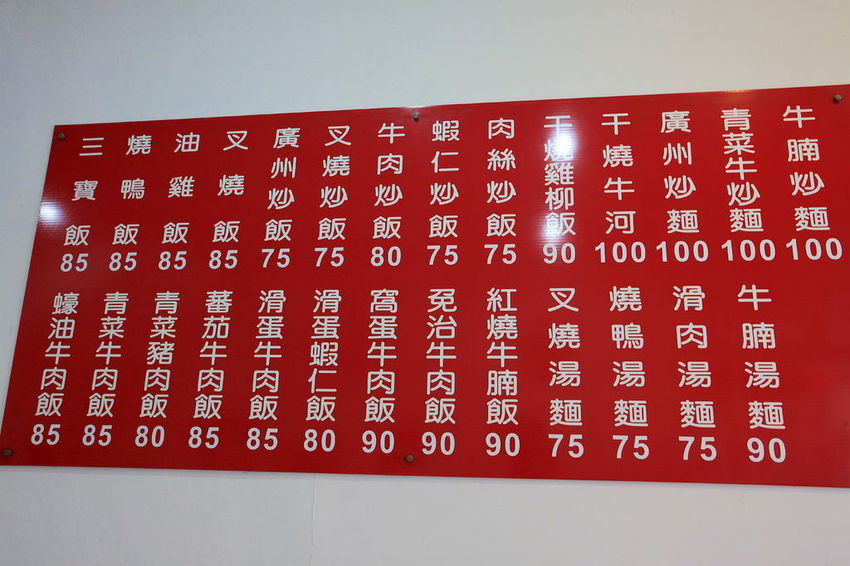 三寶飯 85
燒鴨飯 85
油雞飯 85
叉燒飯 85
廣州炒飯 75
叉燒炒飯 75
牛肉炒飯 80
蝦仁炒飯 75
肉絲炒飯 75
干燒雞柳飯 90
干燒牛河 100
廣州炒麵 100
青菜牛炒麵 100
牛腩炒麵 100
蠔油牛肉飯 85
青菜牛肉飯 85
青菜豬肉飯 80
蕃茄牛肉飯 85
滑蛋牛肉飯 85
滑蛋蝦仁飯 80
窩蛋牛肉飯 90
免治牛肉飯 90
紅燒牛腩飯 90
叉燒湯麵 75
燒鴨湯麵 75
滑肉湯麵 75
牛腩湯麵 90